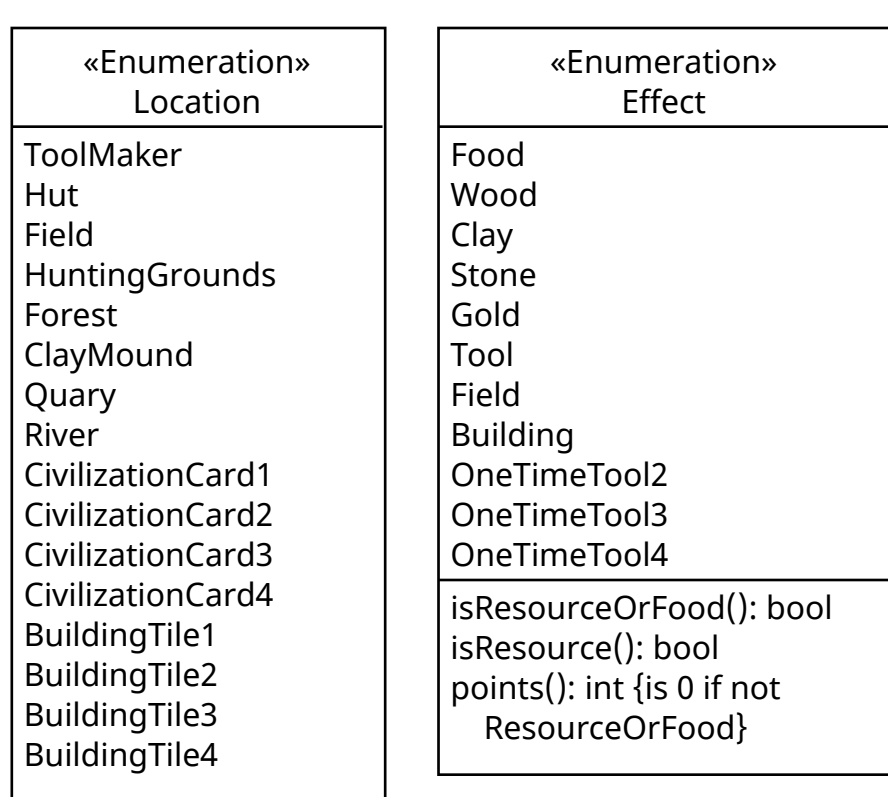 «Enumeration»
Location
ToolMaker
Hut
Field
HuntingGrounds
Forest
ClayMound
Quary
River
CivilizationCard1
CivilizationCard2
CivilizationCard3
CivilizationCard4
BuildingTile1
BuildingTile2
BuildingTile3
BuildingTile4
«Enumeration»
Effect
Food
Wood
Clay
Stone
Gold
Tool
Field
Building
OneTimeTool2
OneTimeTool3
OneTimeTool4
isResourceOrFood(): bool
isResource(): bool
points(): int {is 0 if not
ResourceOrFood}